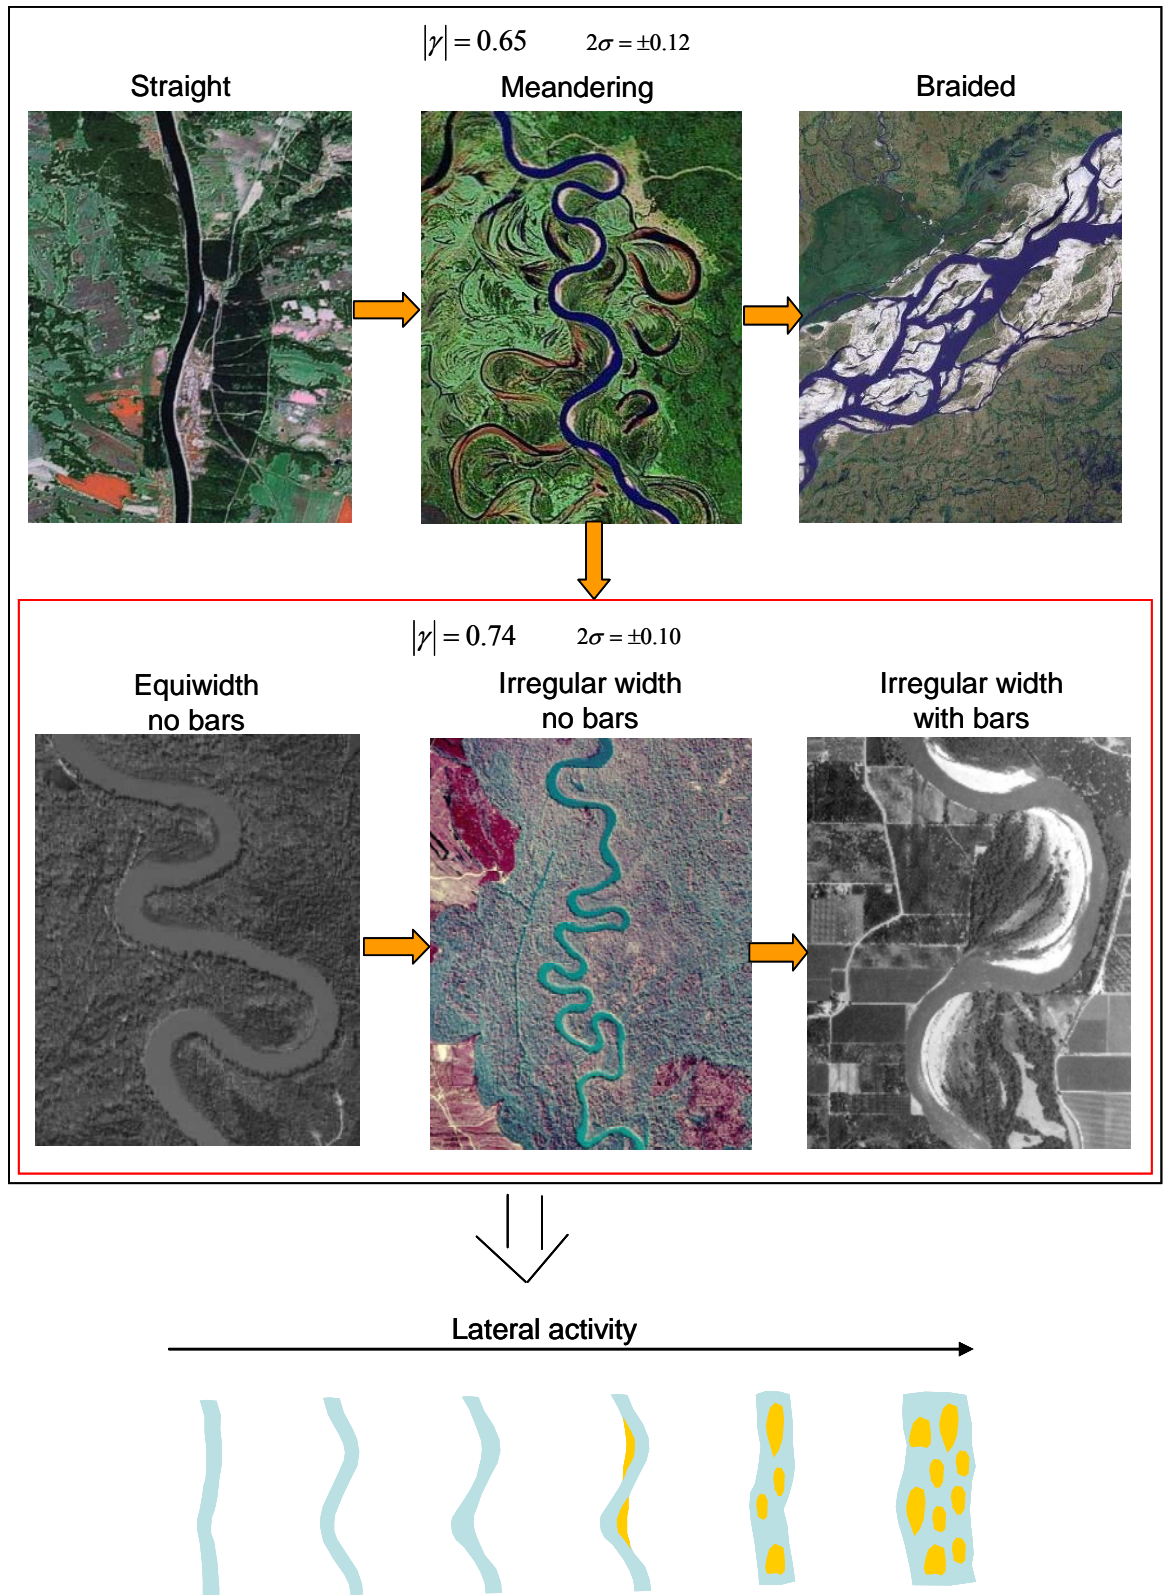 |γ| = 0.65 2σ = ±0.12
Straight Meandering Braided
|γ| = 0.74 2σ = ±0.10
Equiwidth
no bars
Irregular width
no bars
Irregular width
with bars
Lateral activity